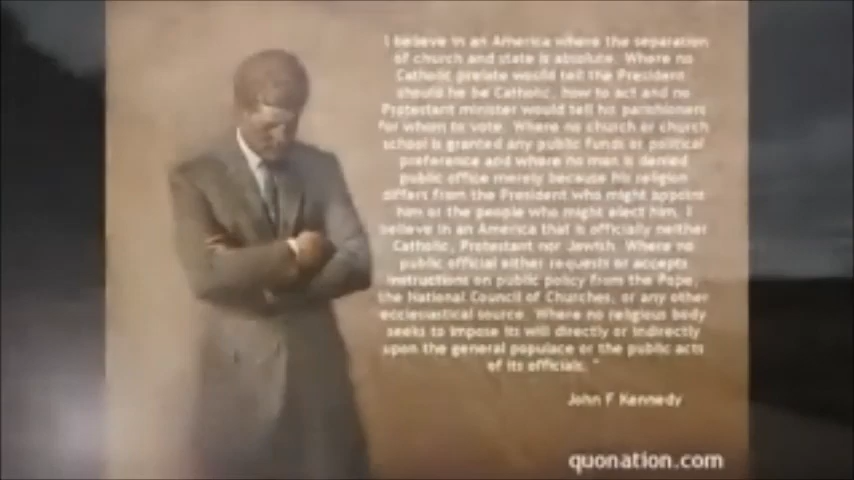 I believe in an America where the separation
of church and state is absolute. Where no
Catholic prelate would tell the President,
should he be Catholic, how to act and no
Protestant minister would tell his parishioners
for whom to vote. Where no church or church
school is granted any public funds or political
preference and where no man is denied
public office merely because his religion
differs from the President who might appoint
him or the people who might elect him. I
believe in an America that is officially neither
Catholic, Protestant nor Jewish. Where no
public official either requests or accepts
instructions on public policy from the Pope,
the National Council of Churches, or any other
ecclesiastical source. Where no religious body
seeks to impose its will directly or indirectly
upon the general populace or the public acts
of its officials. "
John F Kennedy
quonation.com